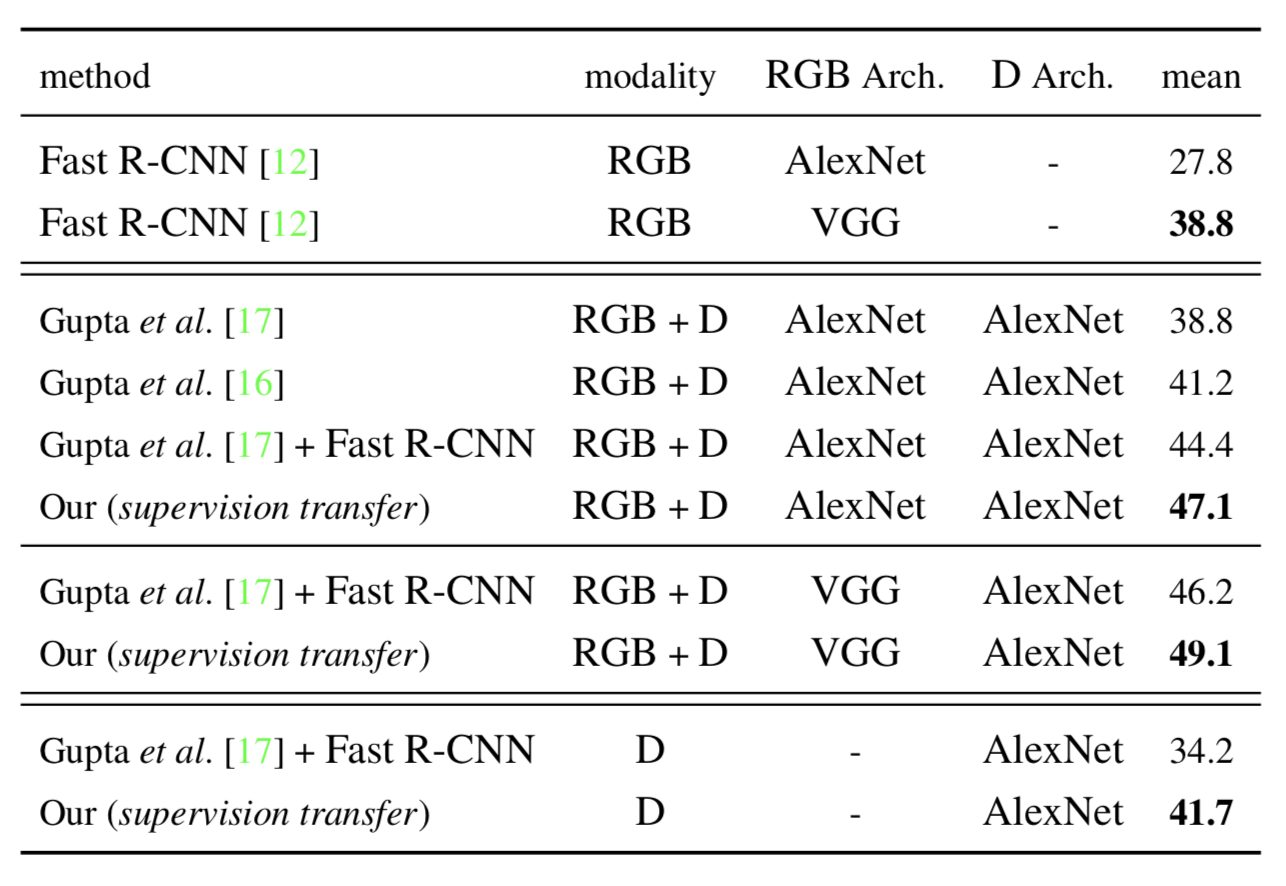 method modality RGB Arch. D Arch. mean
Fast R-CNN [12] RGB AlexNet - 27.8
Fast R-CNN [12] RGB VGG - 38.8
Gupta et al. [17] RGB + D AlexNet AlexNet 38.8
Gupta et al. [16] RGB + D AlexNet AlexNet 41.2
Gupta et al. [17] + Fast R-CNN RGB + D AlexNet AlexNet 44.4
Our (supervision transfer) RGB + D AlexNet AlexNet 47.1
Gupta et al. [17] + Fast R-CNN RGB + D VGG AlexNet 46.2
Our (supervision transfer) RGB + D VGG AlexNet 49.1
Gupta et al. [17] + Fast R-CNN D - AlexNet 34.2
Our (supervision transfer) D - AlexNet 41.7